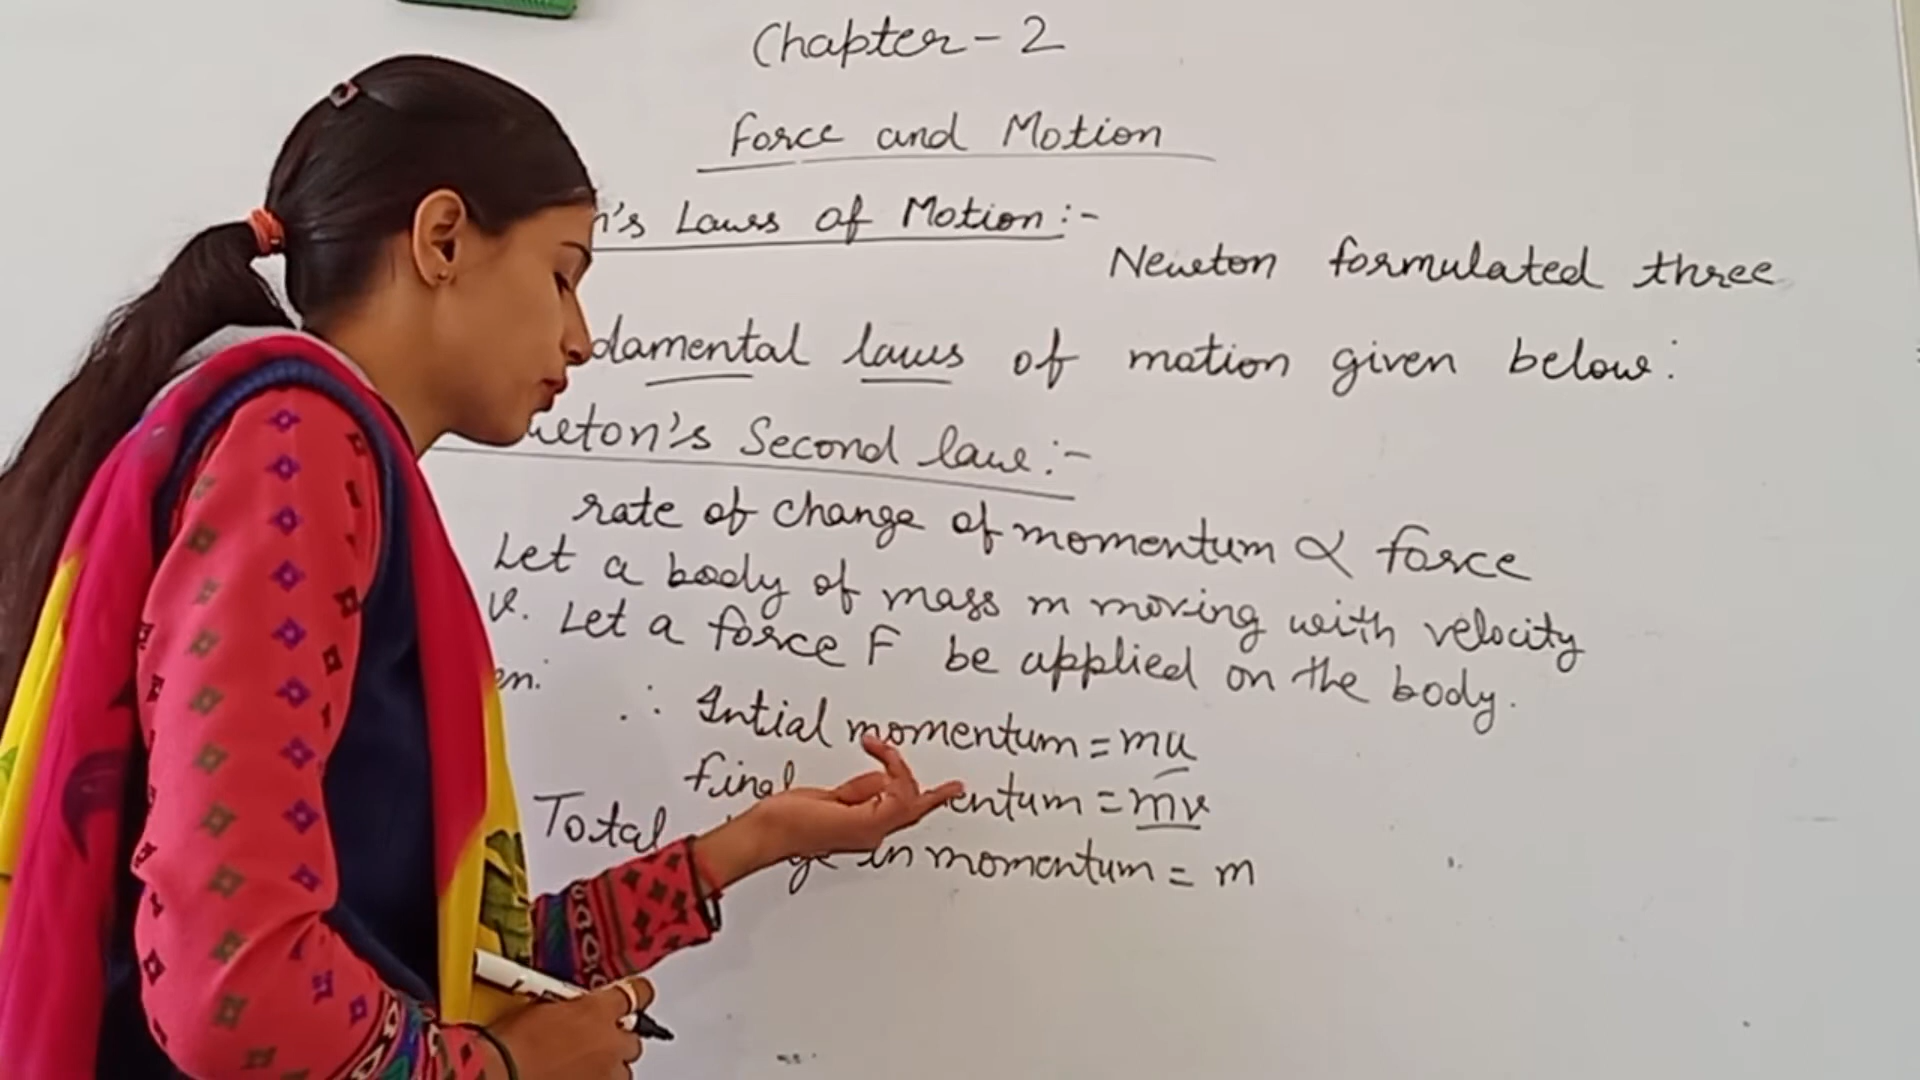 Chapter-2
Force and Motion
n's Laws of Motion:-
Newton formulated three
damental laws of motion given below:
eton's Second law:-
rate of change of momentum ∝ force
Let a body of mass m moving with velocity
v. Let a force F be applied on the body.
en.
∴ Intial momentum = mu
final entum = mv
Total ge in momentum = m